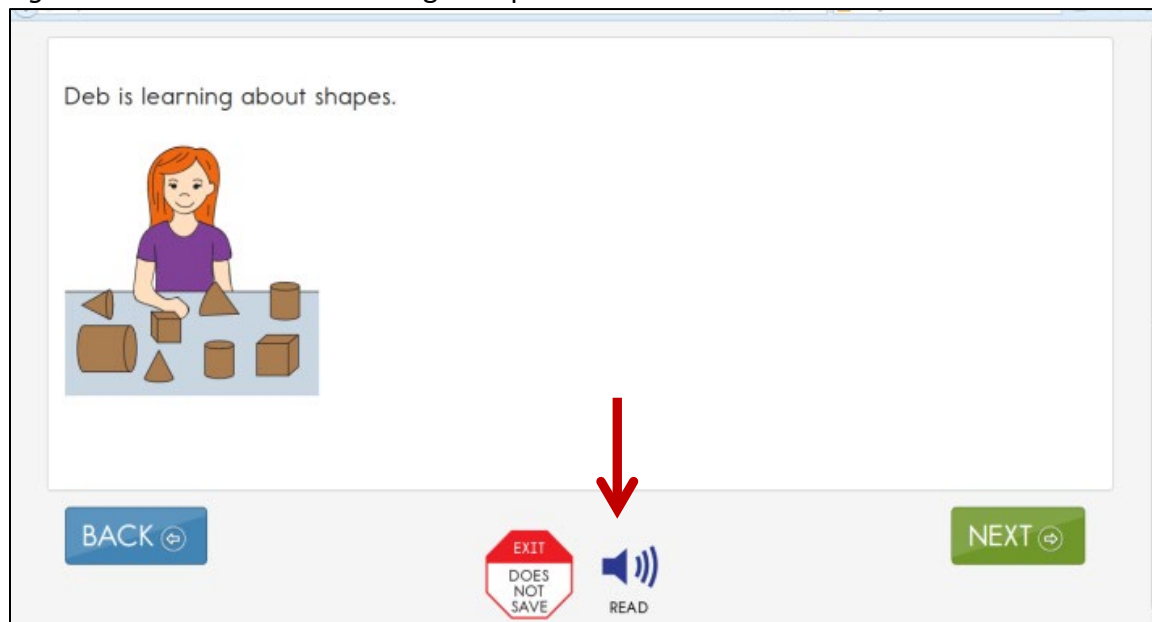 Deb is learning about shapes.
BACK
EXIT
DOES
NOT
SAVE
READ
NEXT